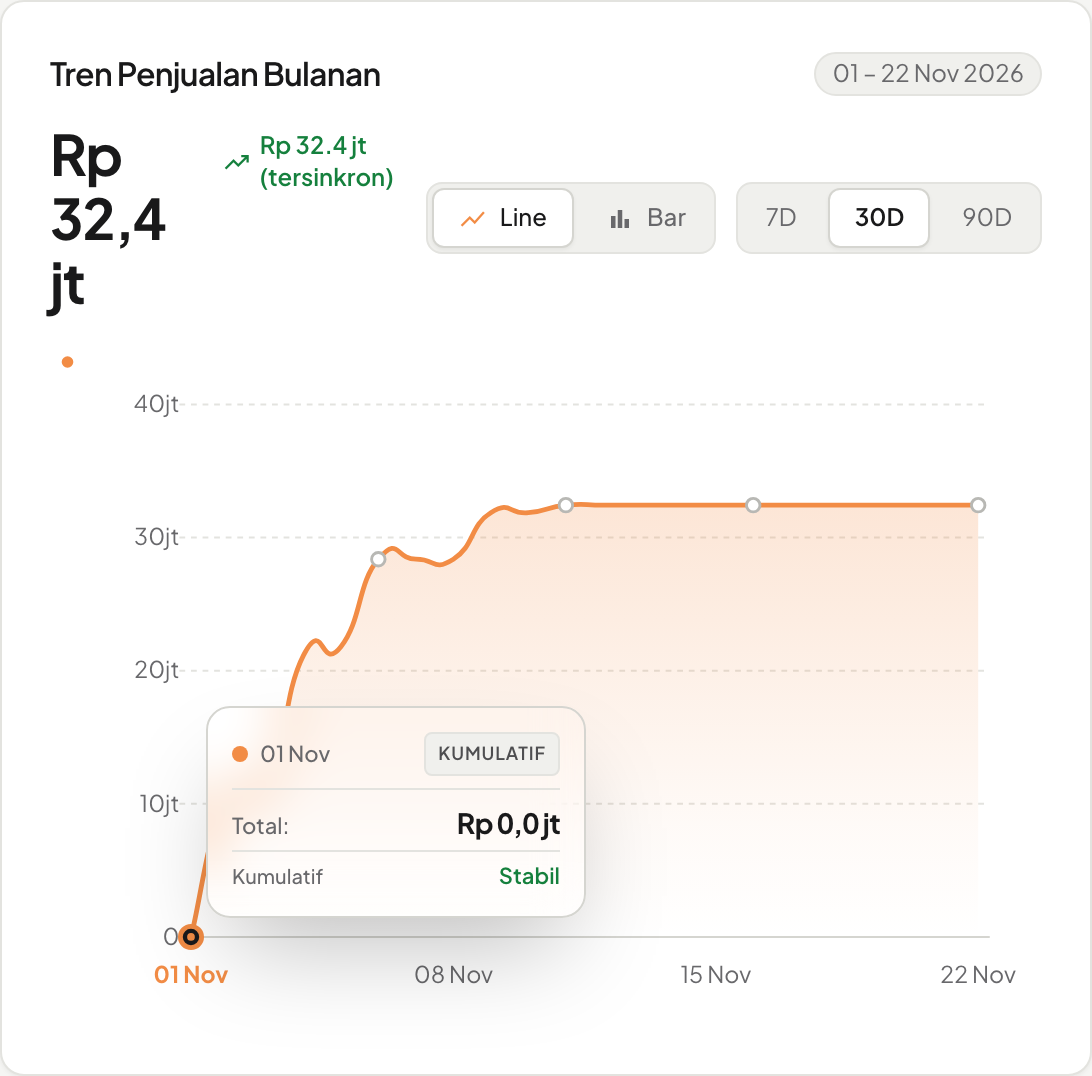 Tren Penjualan Bulanan
01 – 22 Nov 2026
Rp
32,4
jt
Rp 32.4 jt
(tersinkron)
Line
Bar
7D
30D
90D
40jt
30jt
20jt
10jt
0
01 Nov
KUMULATIF
Total:
Rp 0,0 jt
Kumulatif
Stabil
01 Nov
08 Nov
15 Nov
22 Nov